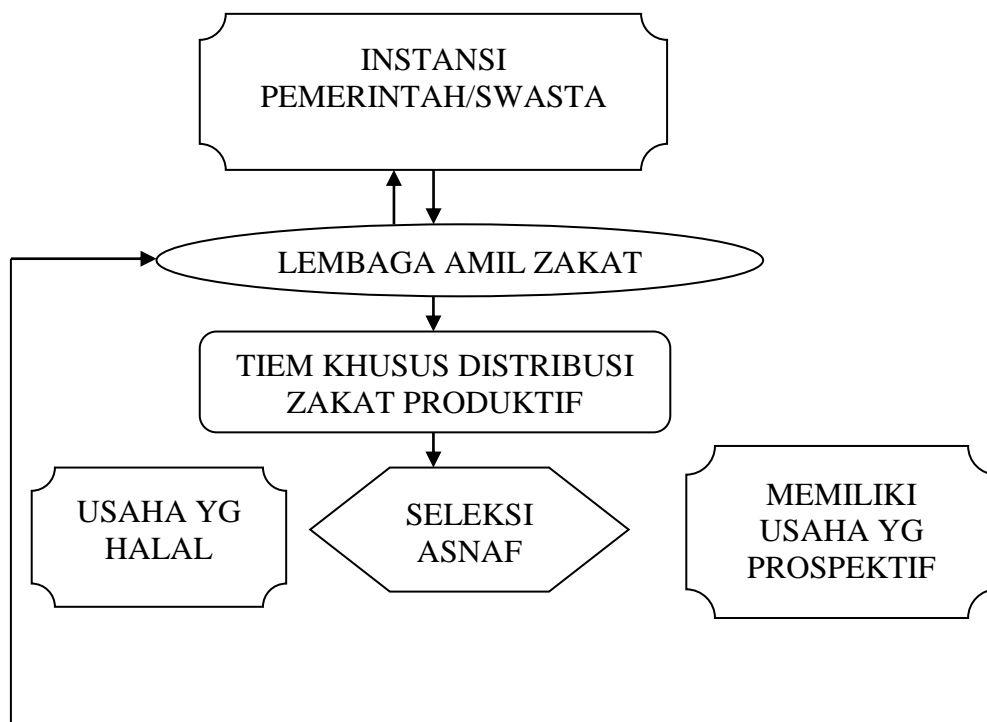 INSTANSI
PEMERINTAH/SWASTA
LEMBAGA AMIL ZAKAT
TIEM KHUSUS DISTRIBUSI
ZAKAT PRODUKTIF
USAHA YG
HALAL
SELEKSI
ASNAF
MEMILIKI
USAHA YG
PROSPEKTIF